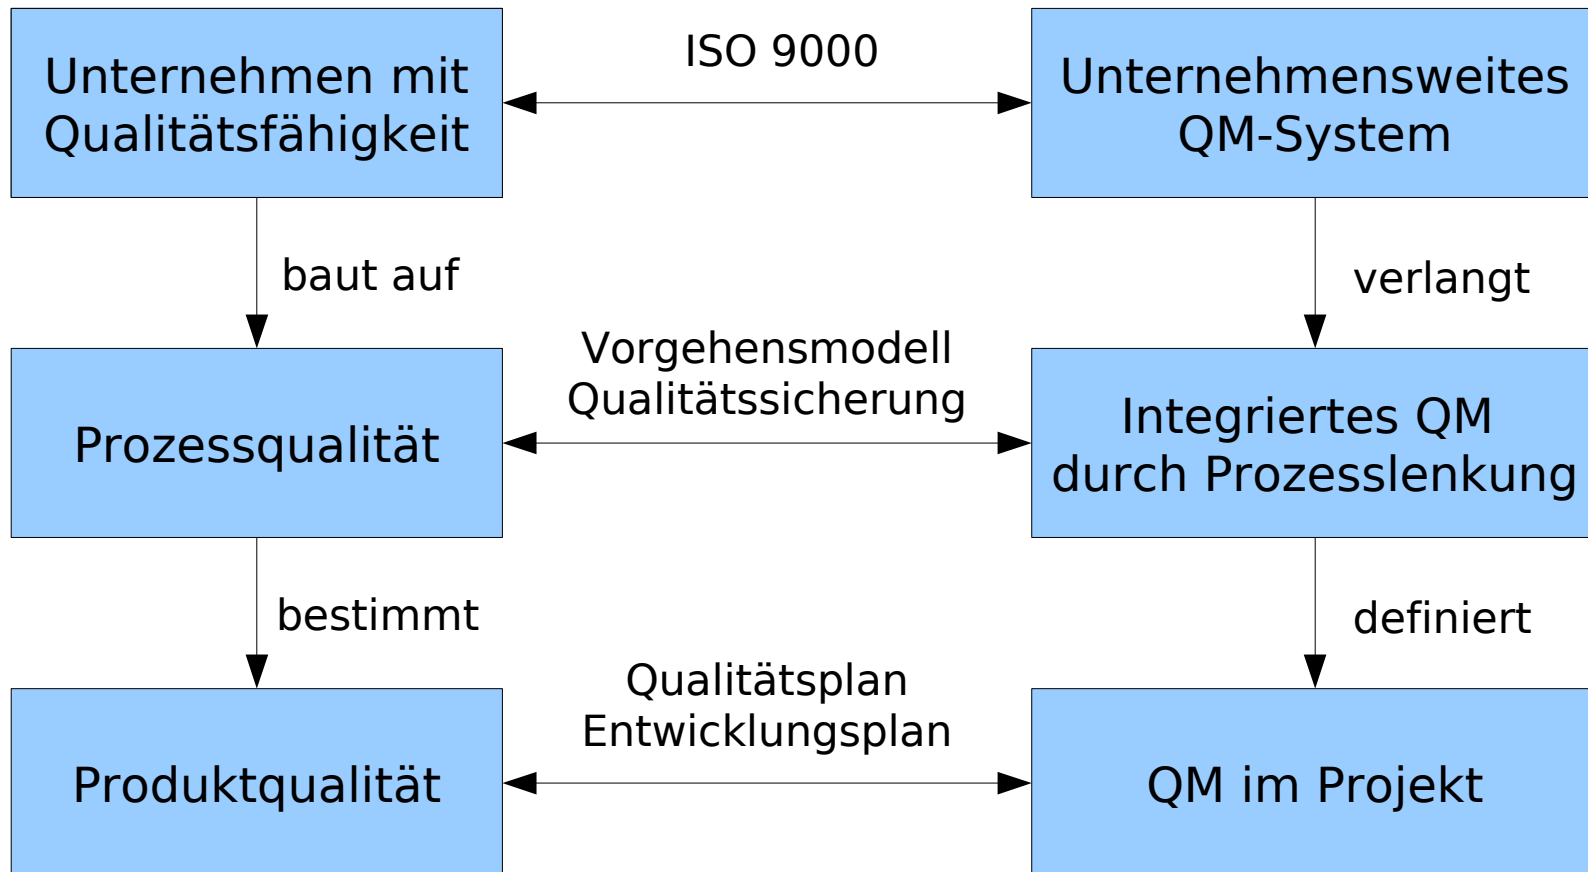 Unternehmen mit
Qualitätsfähigkeit
ISO 9000
Unternehmensweites
QM-System
baut auf
verlangt
Prozessqualität
Vorgehensmodell
Qualitätssicherung
Integriertes QM
durch Prozesslenkung
bestimmt
definiert
Produktqualität
Qualitätsplan
Entwicklungsplan
QM im Projekt